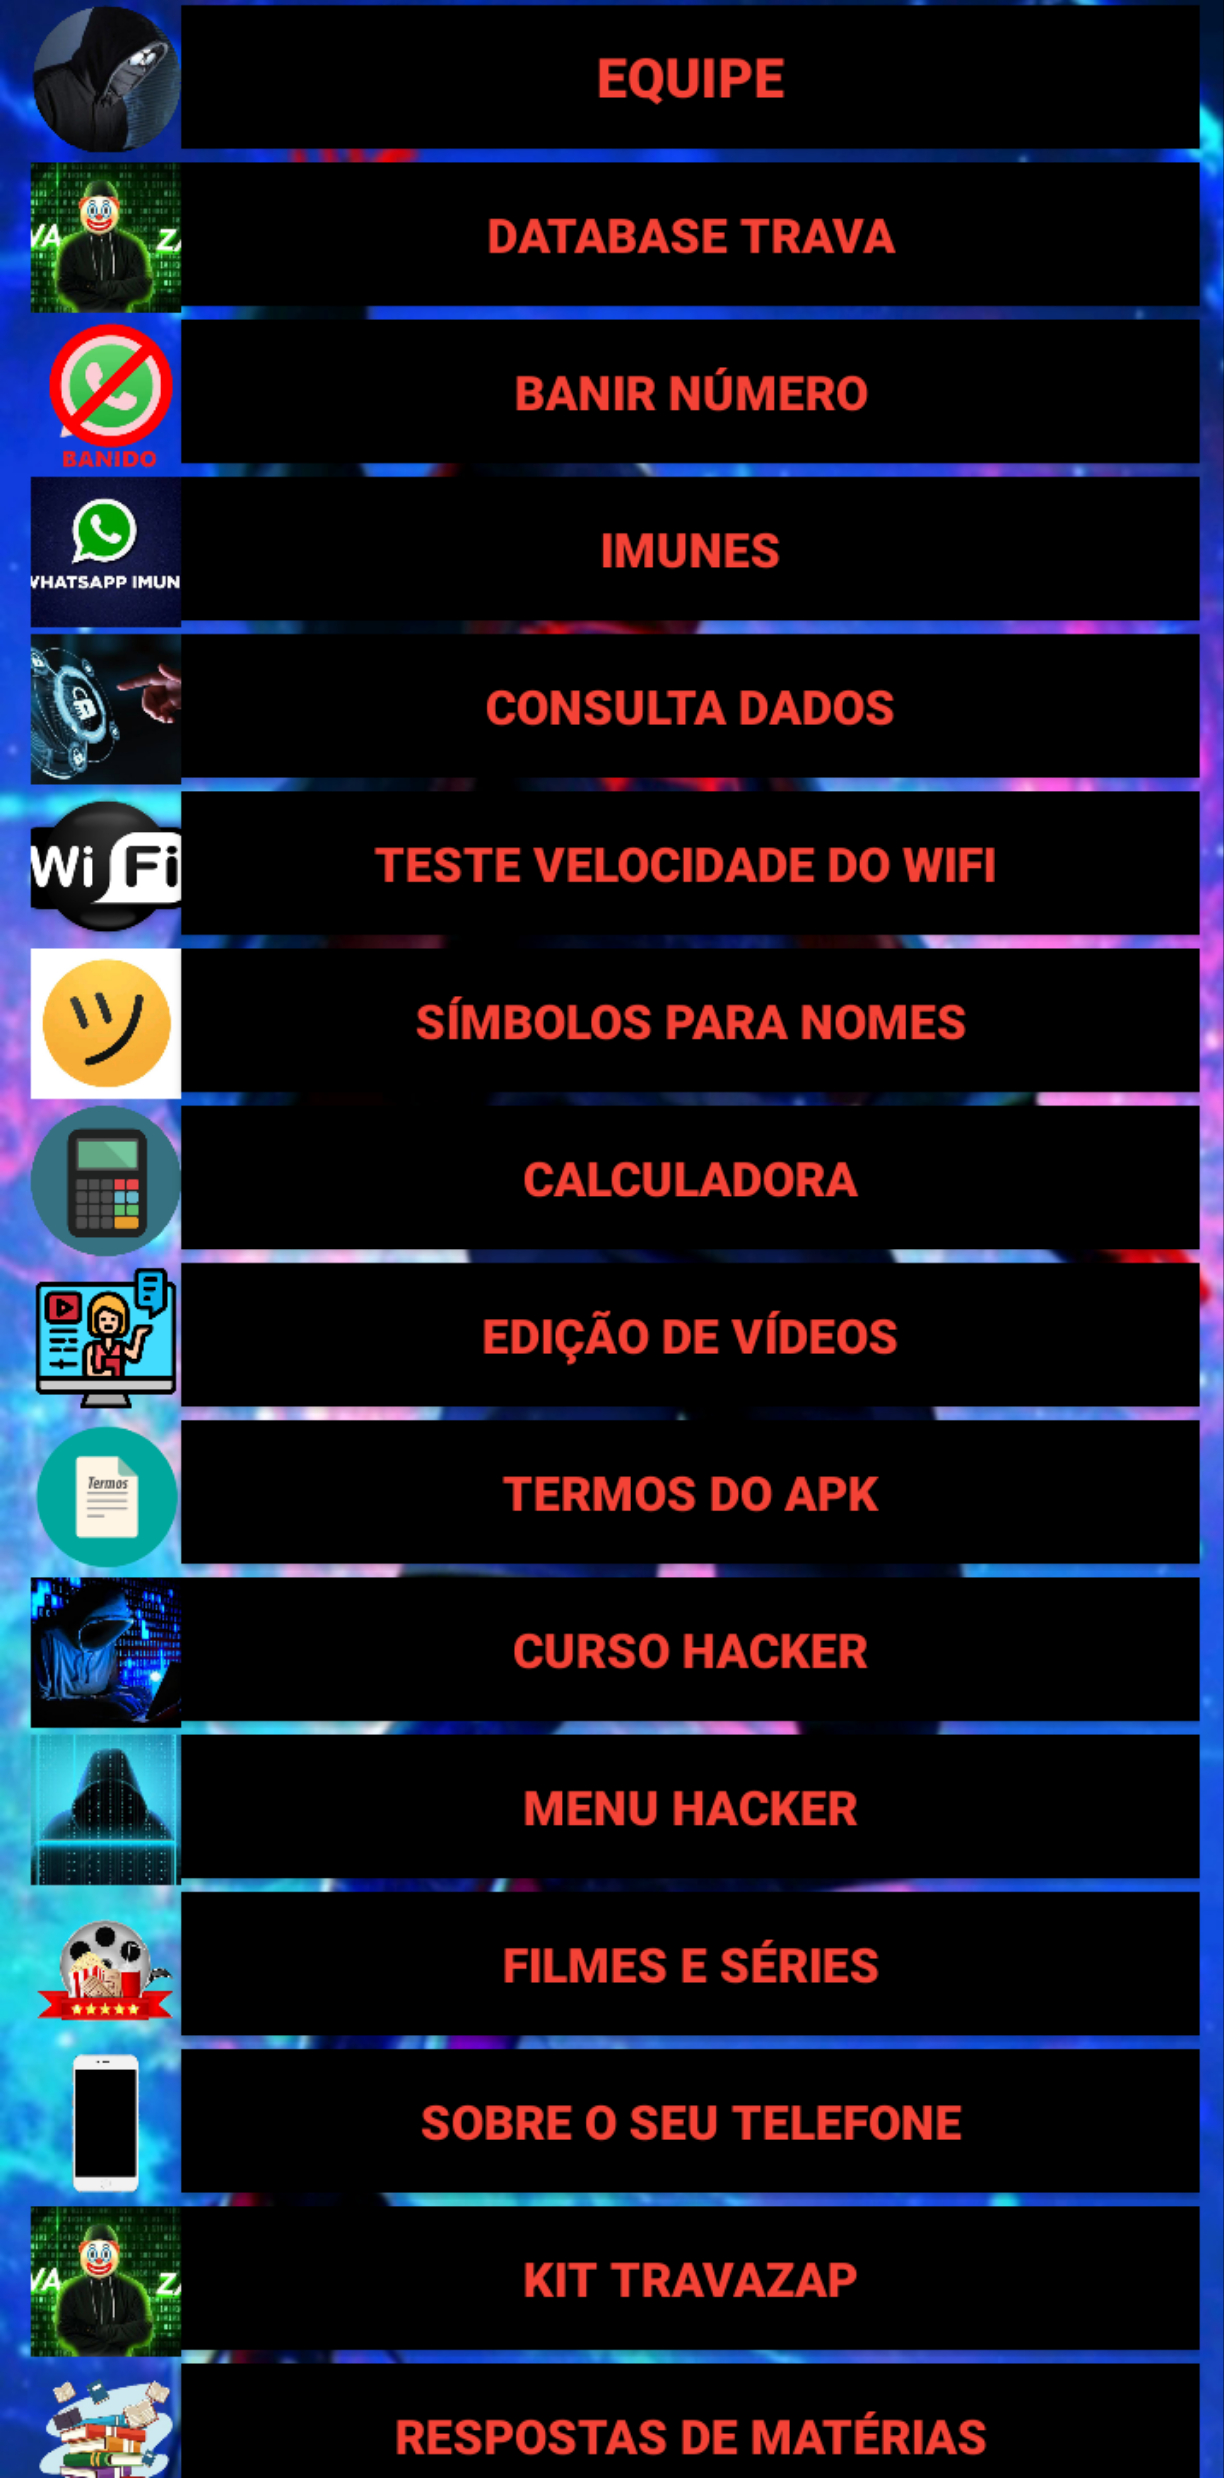 EQUIPE
VA Z
DATABASE TRAVA
BANIDO
BANIR NÚMERO
WHATSAPP IMUN
IMUNES
CONSULTA DADOS
Wi Fi
TESTE VELOCIDADE DO WIFI
SÍMBOLOS PARA NOMES
CALCULADORA
EDIÇÃO DE VÍDEOS
Termos
TERMOS DO APK
CURSO HACKER
MENU HACKER
FILMES E SÉRIES
SOBRE O SEU TELEFONE
VA Z
KIT TRAVAZAP
RESPOSTAS DE MATÉRIAS